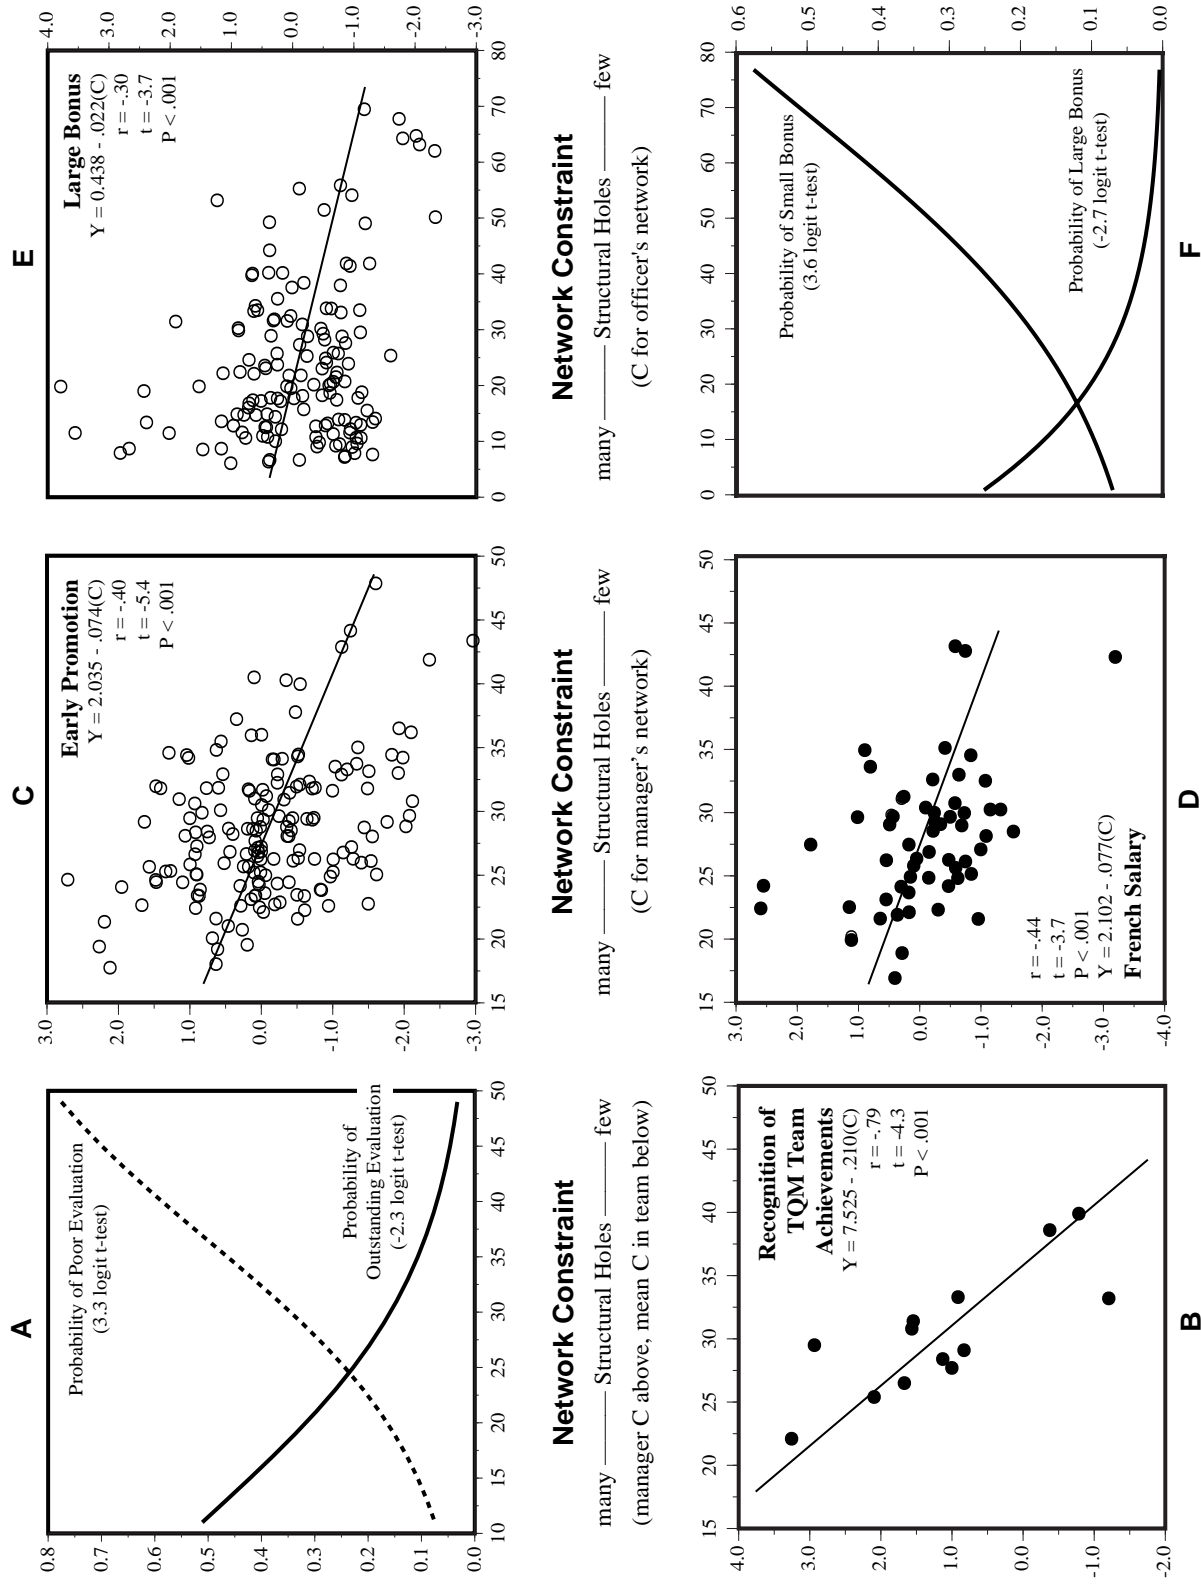 A
0.8
0.7
0.6
0.5
0.4
0.3
0.2
0.1
0.0
Probability of Poor Evaluation
(3.3 logit t-test)
Probability of
Outstanding Evaluation
(-2.3 logit t-test)
10 15 20 25 30 35 40 45 50
Network Constraint
many ——— Structural Holes ——— few
(manager C above, mean C in team below)
15 20 25 30 35 40 45 50
4.0
3.0
2.0
1.0
0.0
-1.0
-2.0
Recognition of
TQM Team
Achievements
Y = 7.525 - .210(C)
r = -.79
t = -4.3
P < .001
B
C
3.0
2.0
1.0
0.0
-1.0
-2.0
-3.0
Early Promotion
Y = 2.035 - .074(C)
r = -.40
t = -5.4
P < .001
15 20 25 30 35 40 45 50
Network Constraint
many ——— Structural Holes ——— few
(C for manager's network)
15 20 25 30 35 40 45 50
3.0
2.0
1.0
0.0
-1.0
-2.0
-3.0
-4.0
r = -.44
t = -3.7
P < .001
Y = 2.102 - .077(C)
French Salary
D
E
4.0
3.0
2.0
1.0
0.0
-1.0
-2.0
-3.0
Large Bonus
Y = 0.438 - .022(C)
r = -.30
t = -3.7
P < .001
0 10 20 30 40 50 60 70 80
Network Constraint
many ——— Structural Holes ——— few
(C for officer's network)
0 10 20 30 40 50 60 70 80
0.6
0.5
0.4
0.3
0.2
0.1
0.0
Probability of Small Bonus
(3.6 logit t-test)
Probability of Large Bonus
(-2.7 logit t-test)
F